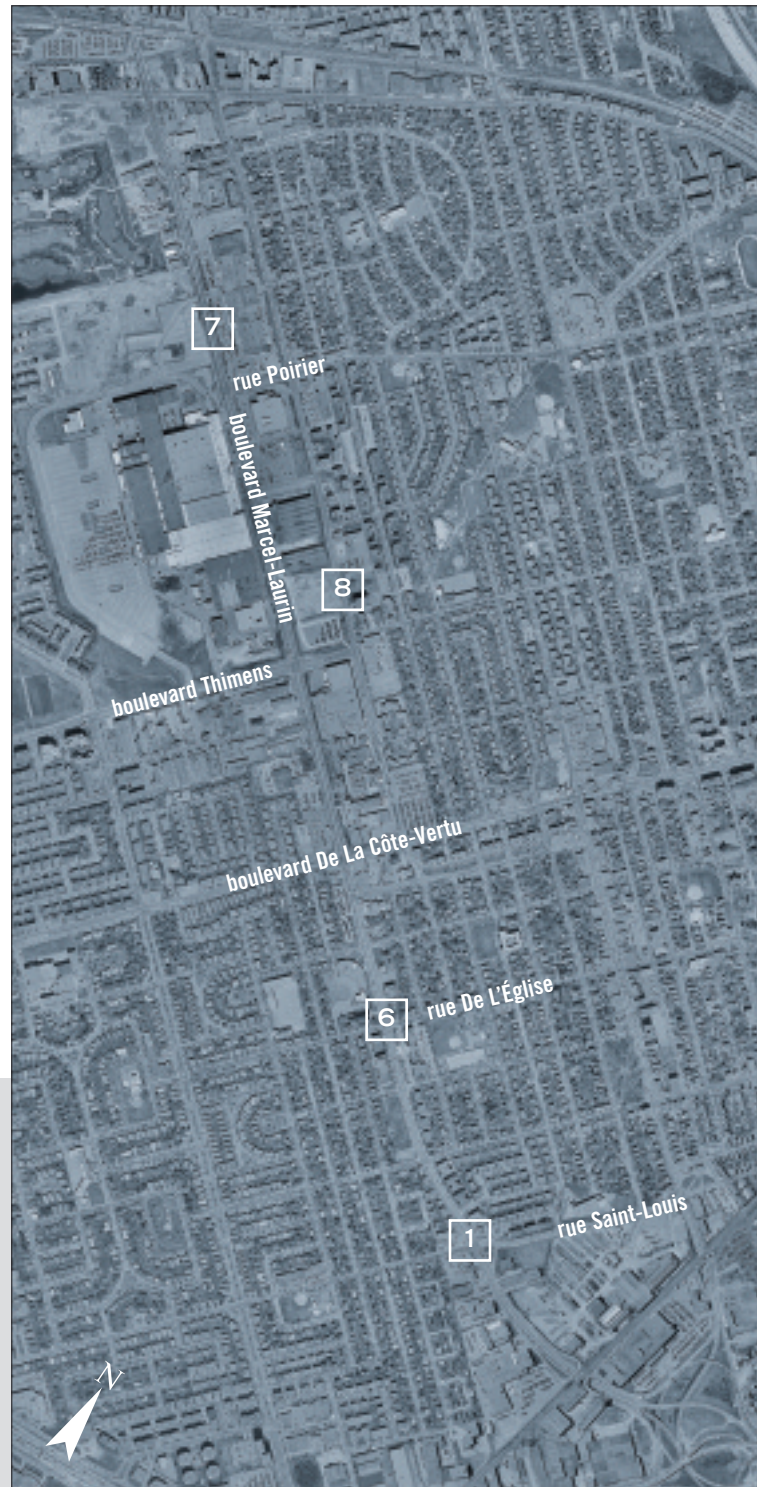 7
rue Poirier
boulevard Marcel-Laurin
8
boulevard Thimens
boulevard De La Côte-Vertu
6
rue De L'Église
1
rue Saint-Louis
N